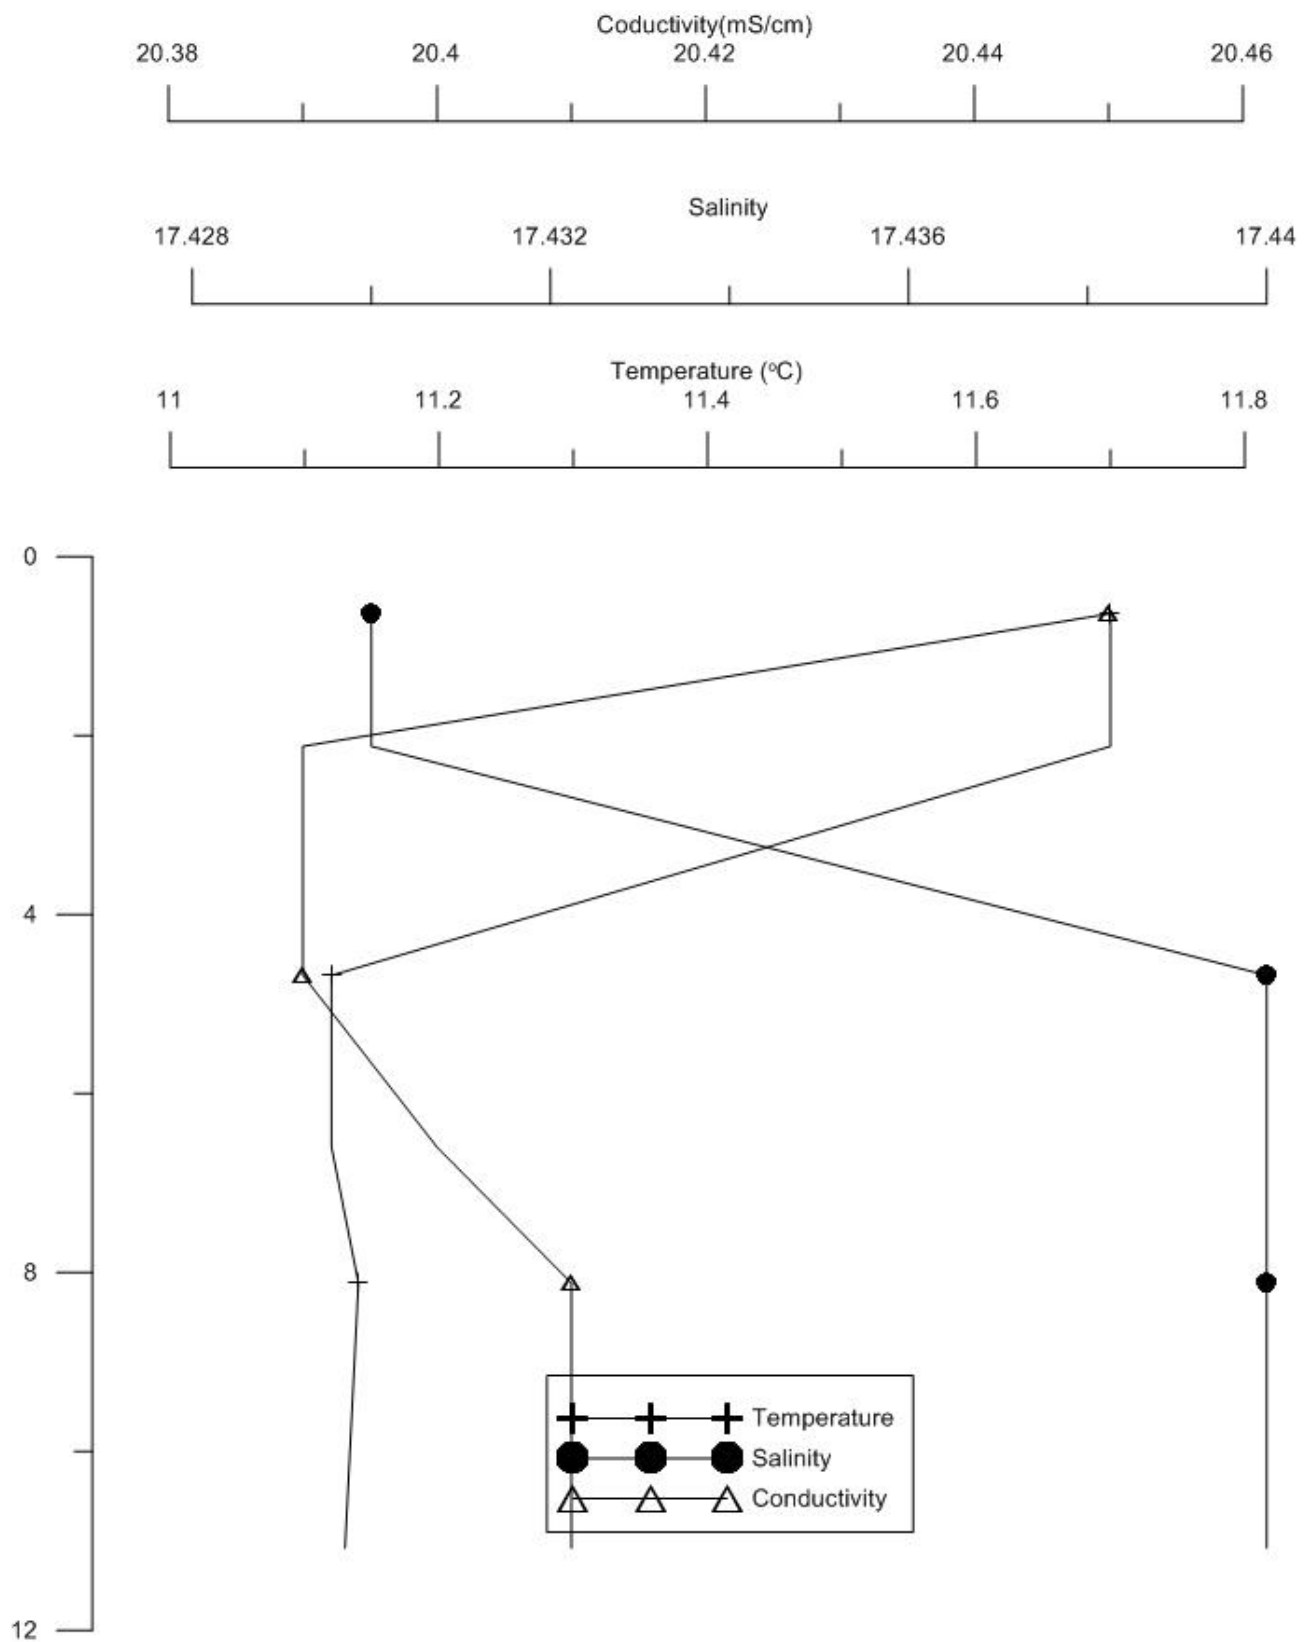 Coductivity(mS/cm)
20.38 20.4 20.42 20.44 20.46
Salinity
17.428 17.432 17.436 17.44
Temperature (°C)
11 11.2 11.4 11.6 11.8
0
4
8
12
Temperature
Salinity
Conductivity